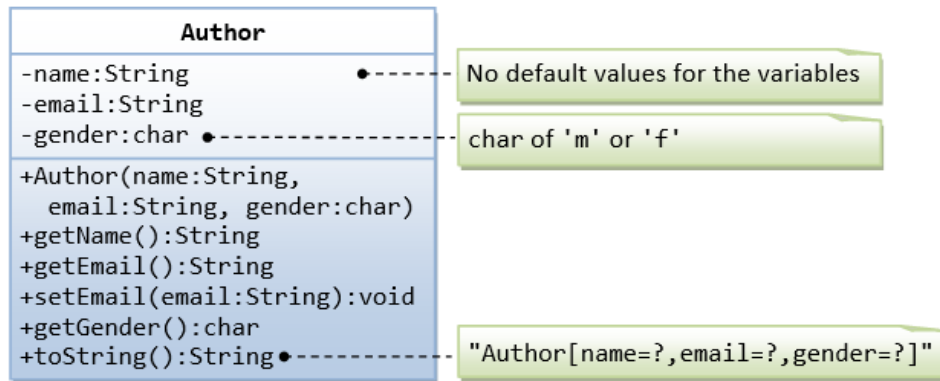 Author
-name:String
No default values for the variables
-email:String
-gender:char
char of 'm' or 'f'
+Author(name:String,
email:String, gender:char)
+getName():String
+getEmail():String
+setEmail(email:String):void
+getGender():char
+toString():String
"Author[name=?,email=?,gender=?]"